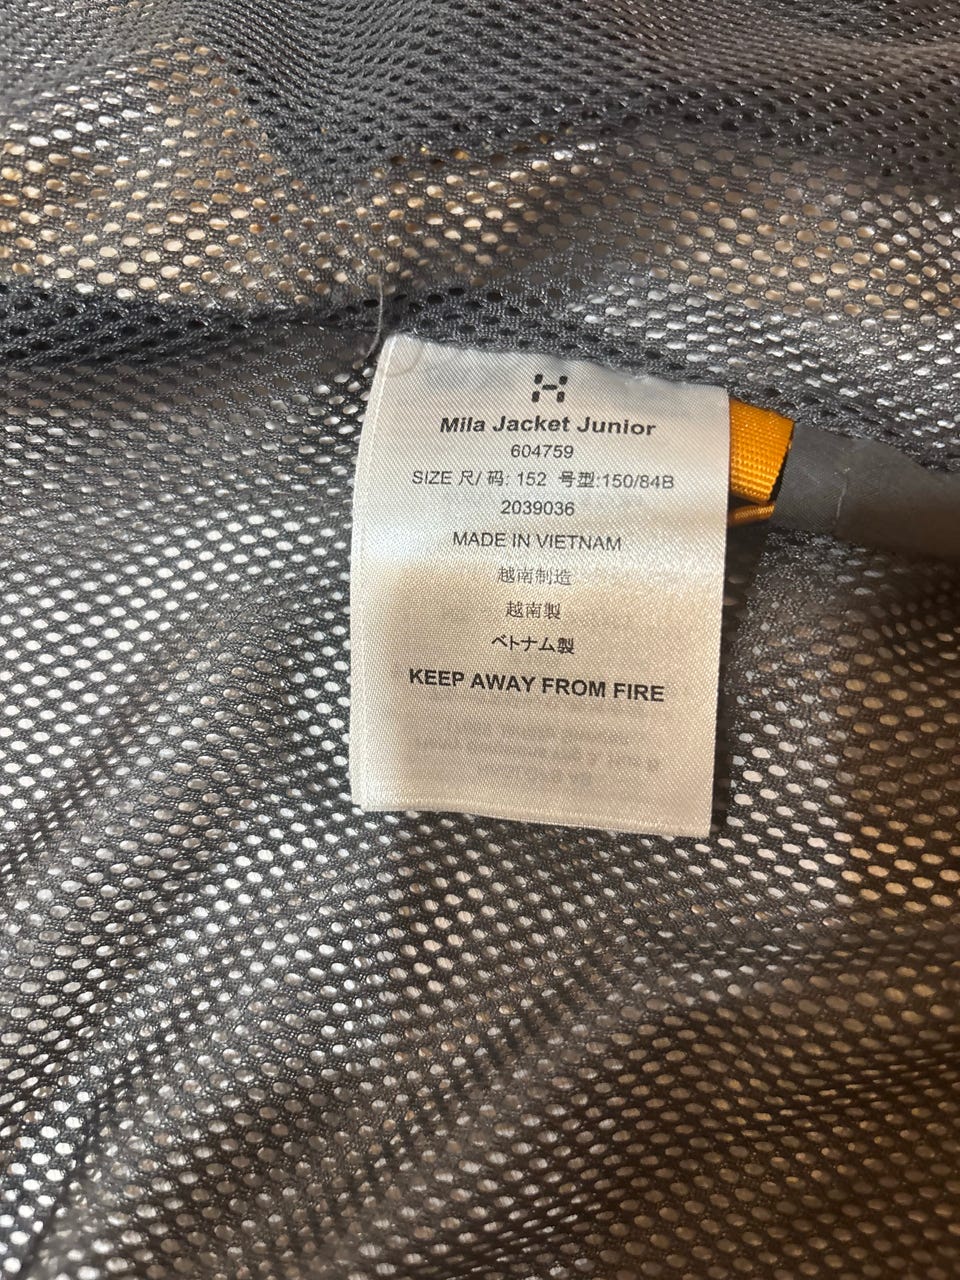 Mila Jacket Junior
604759
SIZE 尺/ 码: 152 号型:150/84B
2039036
MADE IN VIETNAM
越南制造
越南製
ベトナム製
KEEP AWAY FROM FIRE